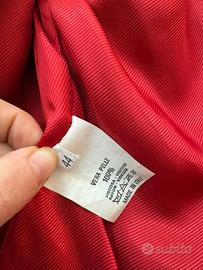 44
VERA PELLE
100%
MADE IN ITALY
subito